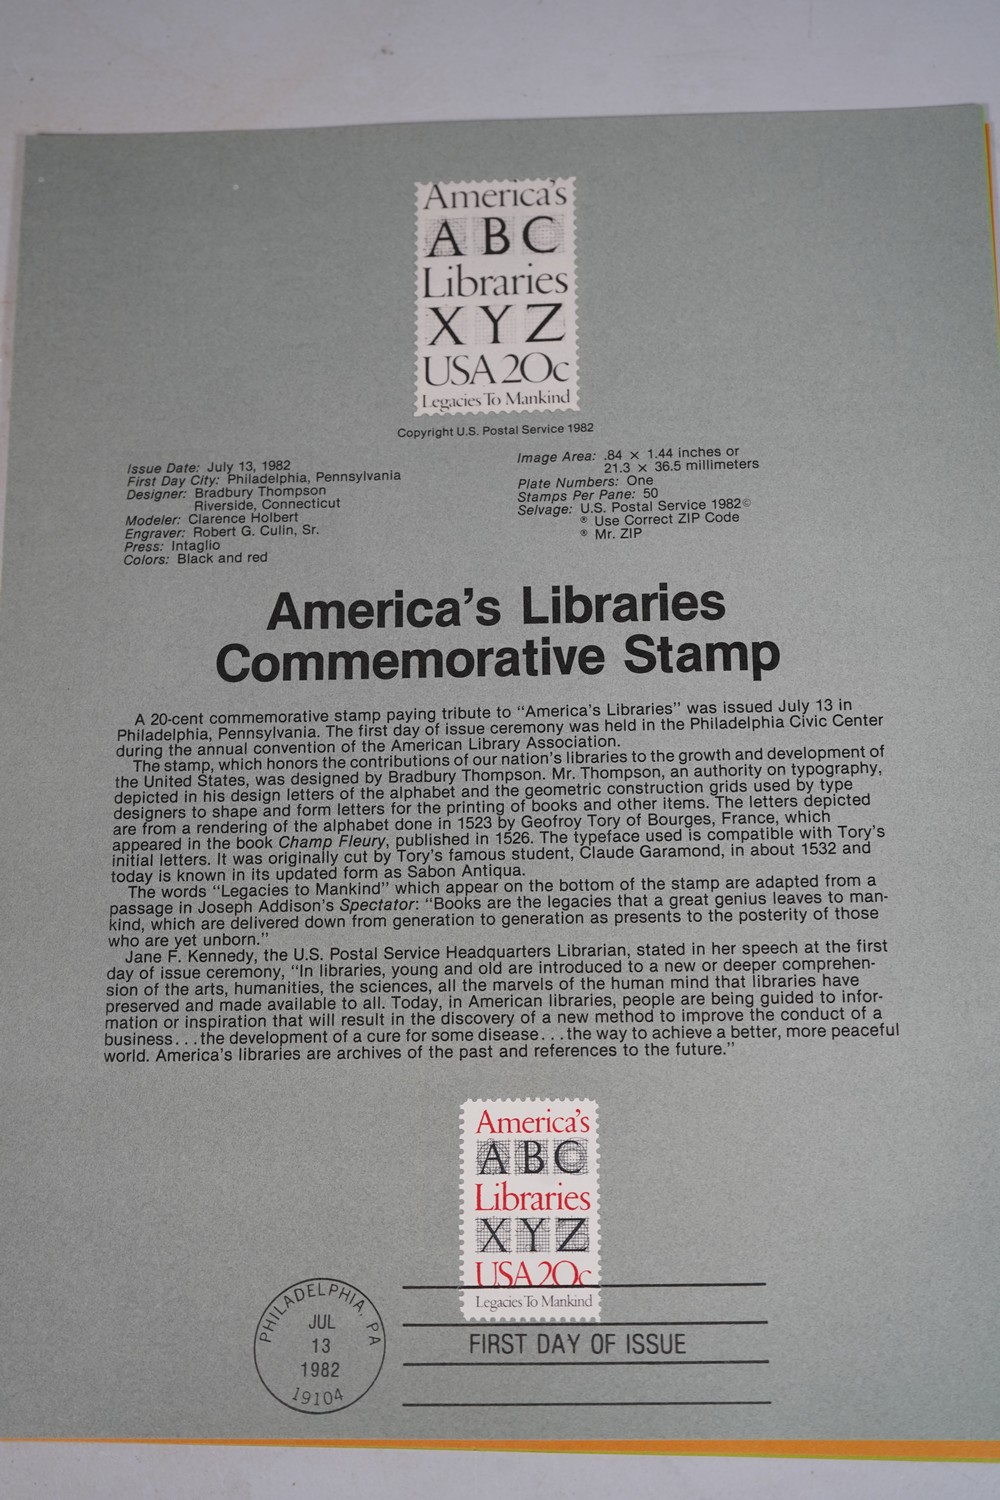 America's
A B C
Libraries
X Y Z
USA 20c
Legacies To Mankind
Copyright U.S. Postal Service 1982
Issue Date: July 13, 1982
First Day City: Philadelphia, Pennsylvania
Designer: Bradbury Thompson
Riverside, Connecticut
Modeler: Clarence Holbert
Engraver: Robert G. Culin, Sr.
Press: Intaglio
Colors: Black and red
Image Area: .84 × 1.44 inches or
21.3 × 36.5 millimeters
Plate Numbers: One
Stamps Per Pane: 50
Selvage: U.S. Postal Service 1982©
® Use Correct ZIP Code
® Mr. ZIP
America's Libraries
Commemorative Stamp
A 20-cent commemorative stamp paying tribute to “America's Libraries” was issued July 13 in
Philadelphia, Pennsylvania. The first day of issue ceremony was held in the Philadelphia Civic Center
during the annual convention of the American Library Association.
The stamp, which honors the contributions of our nation's libraries to the growth and development of
the United States, was designed by Bradbury Thompson. Mr. Thompson, an authority on typography,
depicted in his design letters of the alphabet and the geometric construction grids used by type
designers to shape and form letters for the printing of books and other items. The letters depicted
are from a rendering of the alphabet done in 1523 by Geofroy Tory of Bourges, France, which
appeared in the book Champ Fleury, published in 1526. The typeface used is compatible with Tory's
initial letters. It was originally cut by Tory's famous student, Claude Garamond, in about 1532 and
today is known in its updated form as Sabon Antiqua.
The words “Legacies to Mankind” which appear on the bottom of the stamp are adapted from a
passage in Joseph Addison's Spectator: “Books are the legacies that a great genius leaves to man-
kind, which are delivered down from generation to generation as presents to the posterity of those
who are yet unborn.”
Jane F. Kennedy, the U.S. Postal Service Headquarters Librarian, stated in her speech at the first
day of issue ceremony, “In libraries, young and old are introduced to a new or deeper comprehen-
sion of the arts, humanities, the sciences, all the marvels of the human mind that libraries have
preserved and made available to all. Today, in American libraries, people are being guided to infor-
mation or inspiration that will result in the discovery of a new method to improve the conduct of a
business...the development of a cure for some disease...the way to achieve a better, more peaceful
world. America's libraries are archives of the past and references to the future.”
America's
A B C
Libraries
X Y Z
USA 20c
Legacies To Mankind
PHILADELPHIA, PA
JUL
13
1982
19104
FIRST DAY OF ISSUE